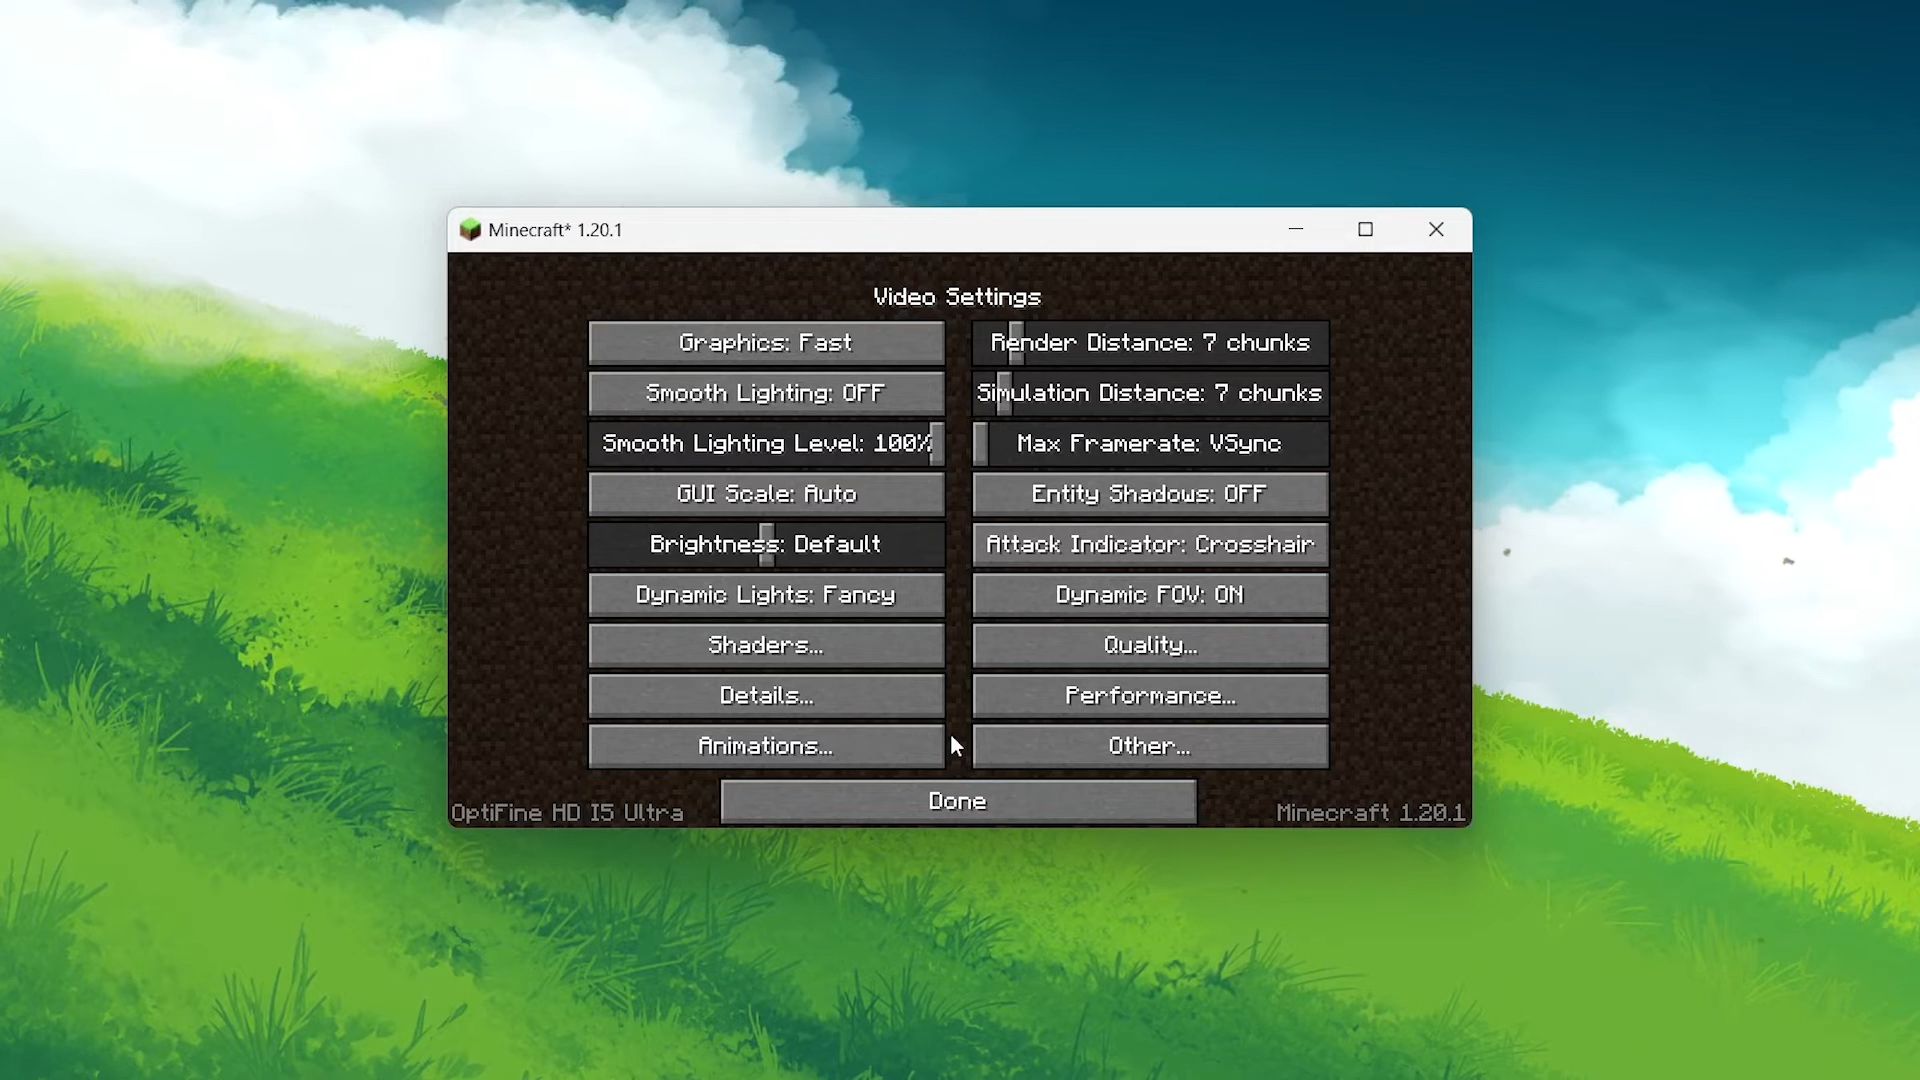 Minecraft* 1.20.1
Video Settings
Graphics: Fast
Render Distance: 7 chunks
Smooth Lighting: OFF
Simulation Distance: 7 chunks
Smooth Lighting Level: 100%
Max Framerate: VSync
GUI Scale: Auto
Entity Shadows: OFF
Brightness: Default
Attack Indicator: Crosshair
Dynamic Lights: Fancy
Dynamic FOV: ON
Shaders...
Quality...
Details...
Performance...
Animations...
Other...
Done
OptiFine HD I5 Ultra
Minecraft 1.20.1